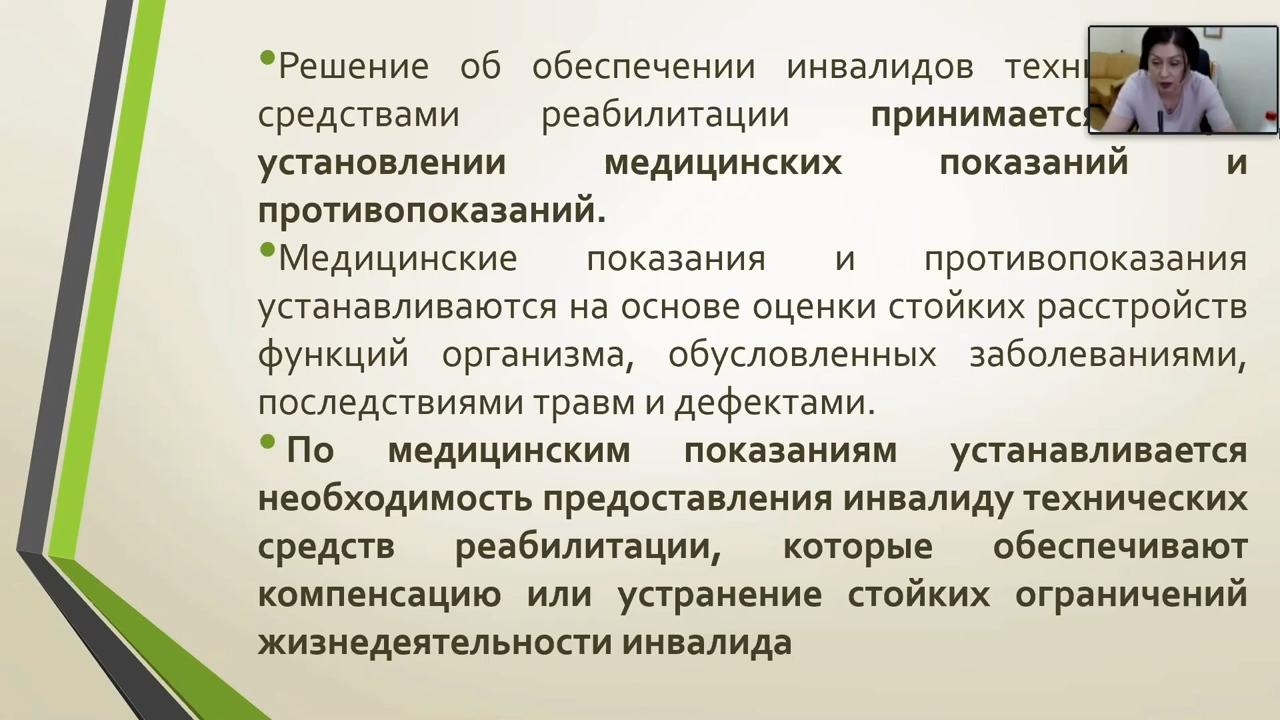 •Решение об обеспечении инвалидов
средствами реабилитации
установлении медицинских показаний и
противопоказаний.
•Медицинские показания и противопоказания
устанавливаются на основе оценки стойких расстройств
функций организма, обусловленных заболеваниями,
последствиями травм и дефектами.
• По медицинским показаниям устанавливается
необходимость предоставления инвалиду технических
средств реабилитации, которые обеспечивают
компенсацию или устранение стойких ограничений
жизнедеятельности инвалида